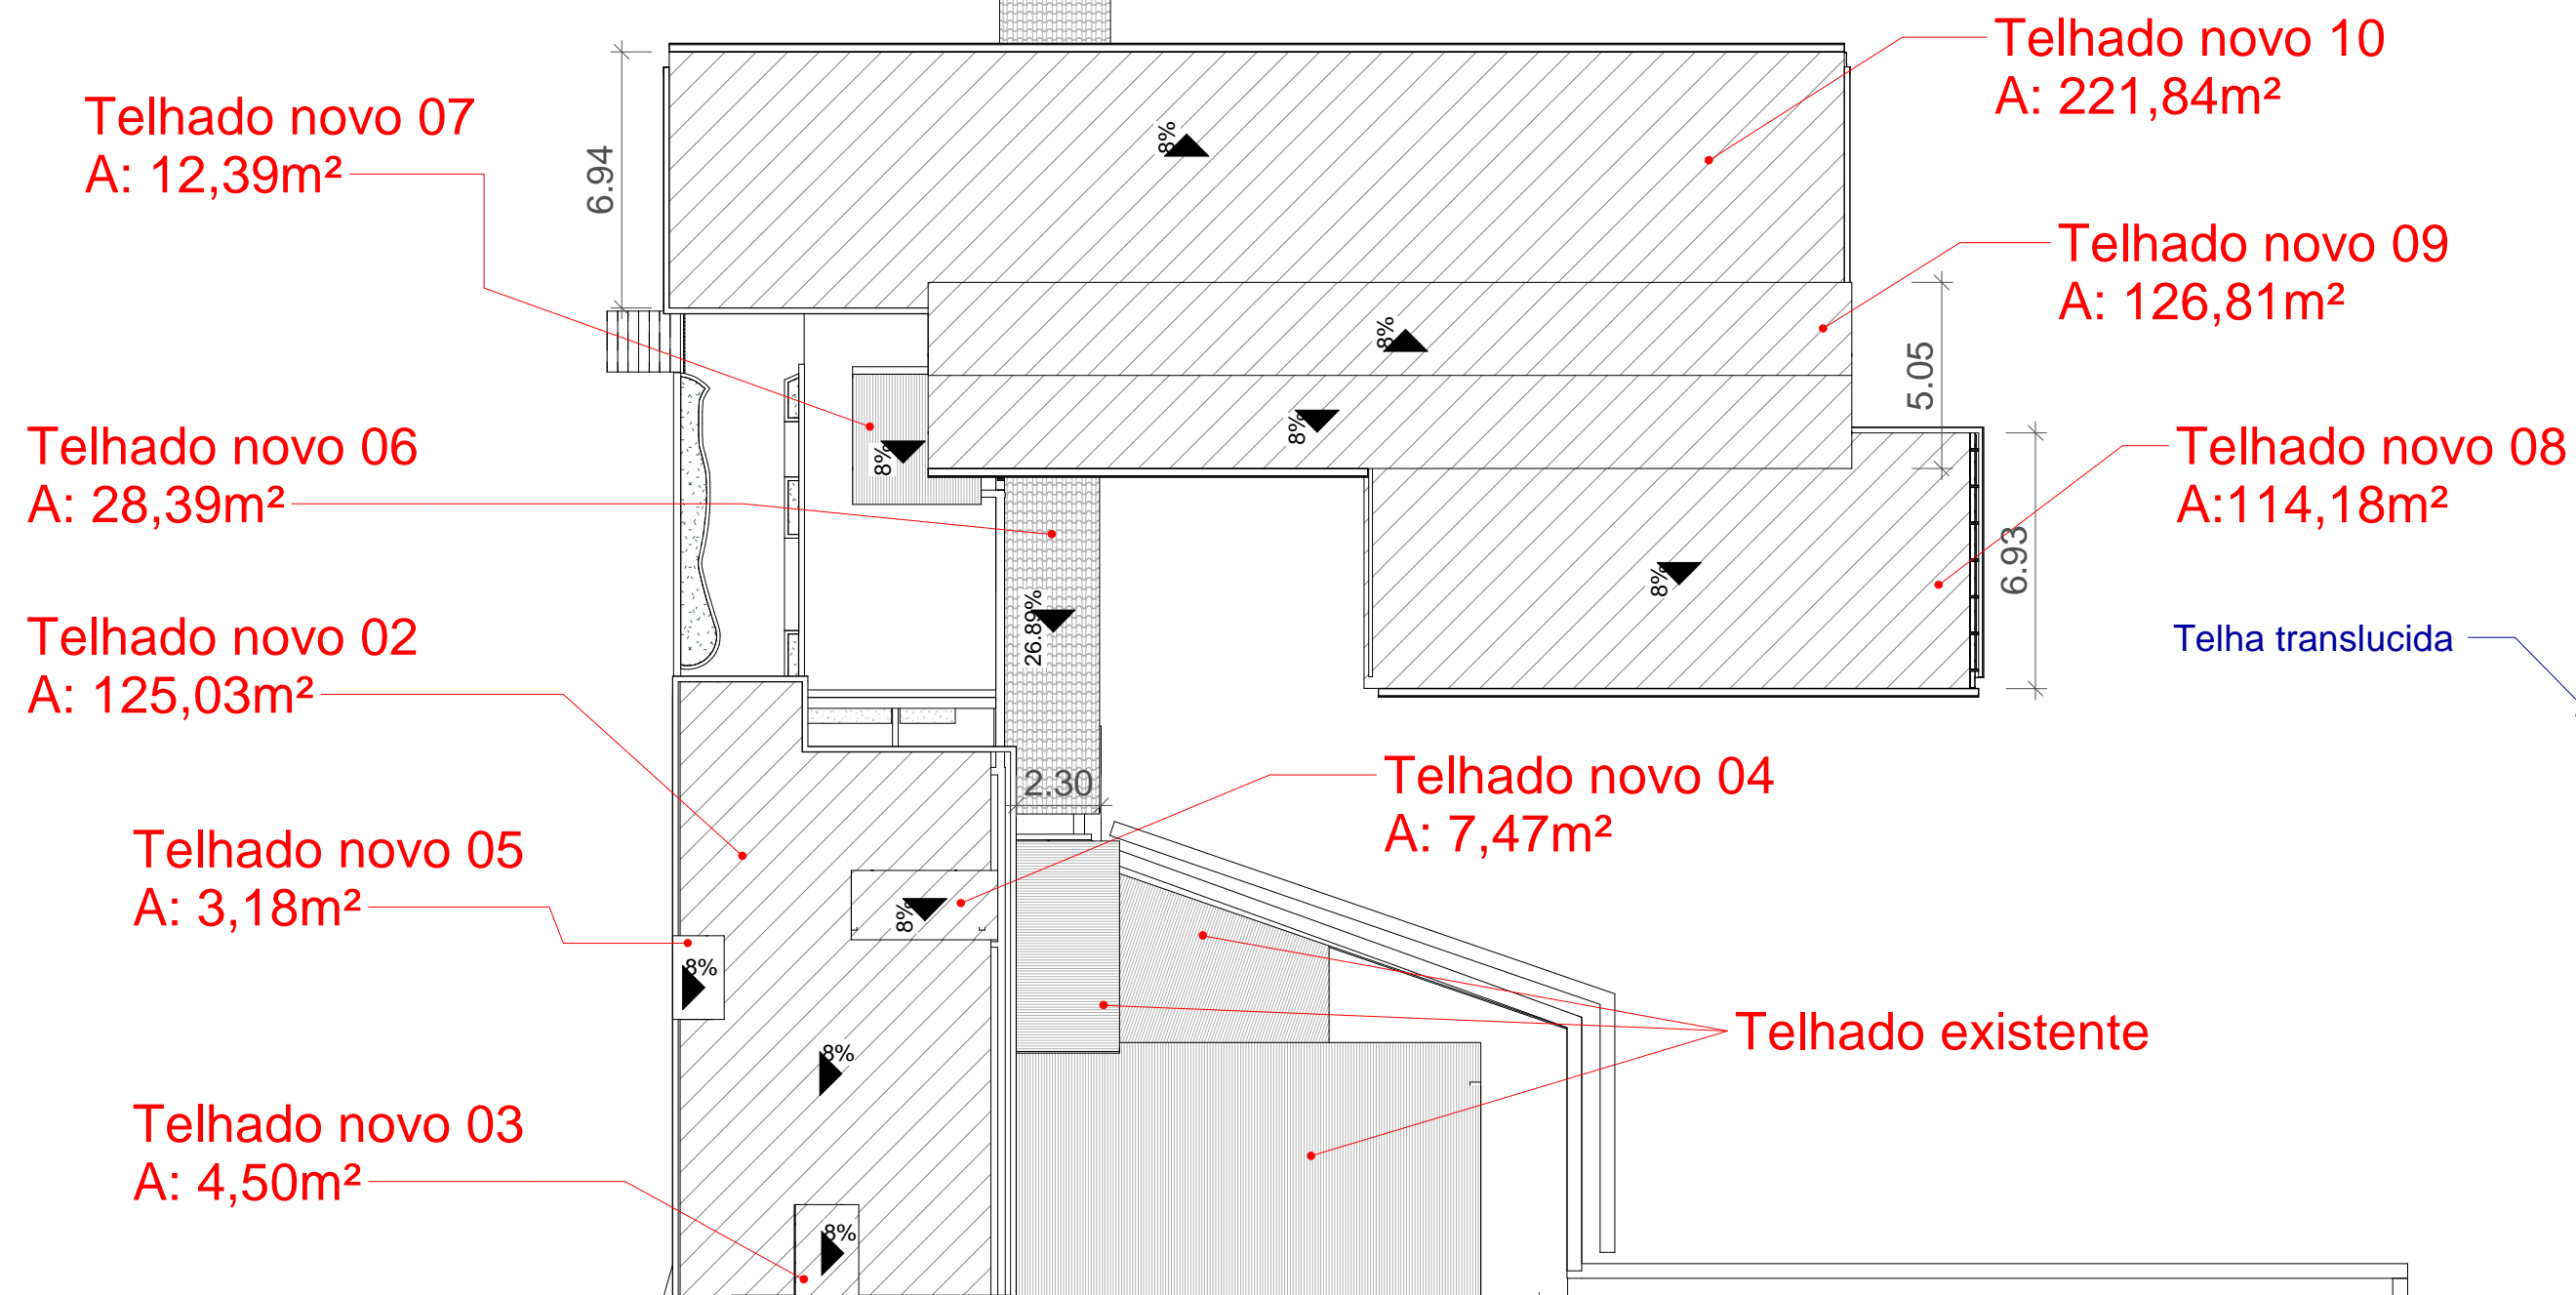 Telhado novo 10
A: 221,84m²
Telhado novo 07
A: 12,39m²
8%
6.94
Telhado novo 09
A: 126,81m²
8%
5.05
8%
Telhado novo 06
A: 28,39m²
8%
Telhado novo 08
A:114,18m²
6.93
8%
26.89%
Telhado novo 02
A: 125,03m²
Telha translucida
2.30
Telhado novo 04
A: 7,47m²
Telhado novo 05
A: 3,18m²
8%
8%
Telhado existente
8%
Telhado novo 03
A: 4,50m²
8%